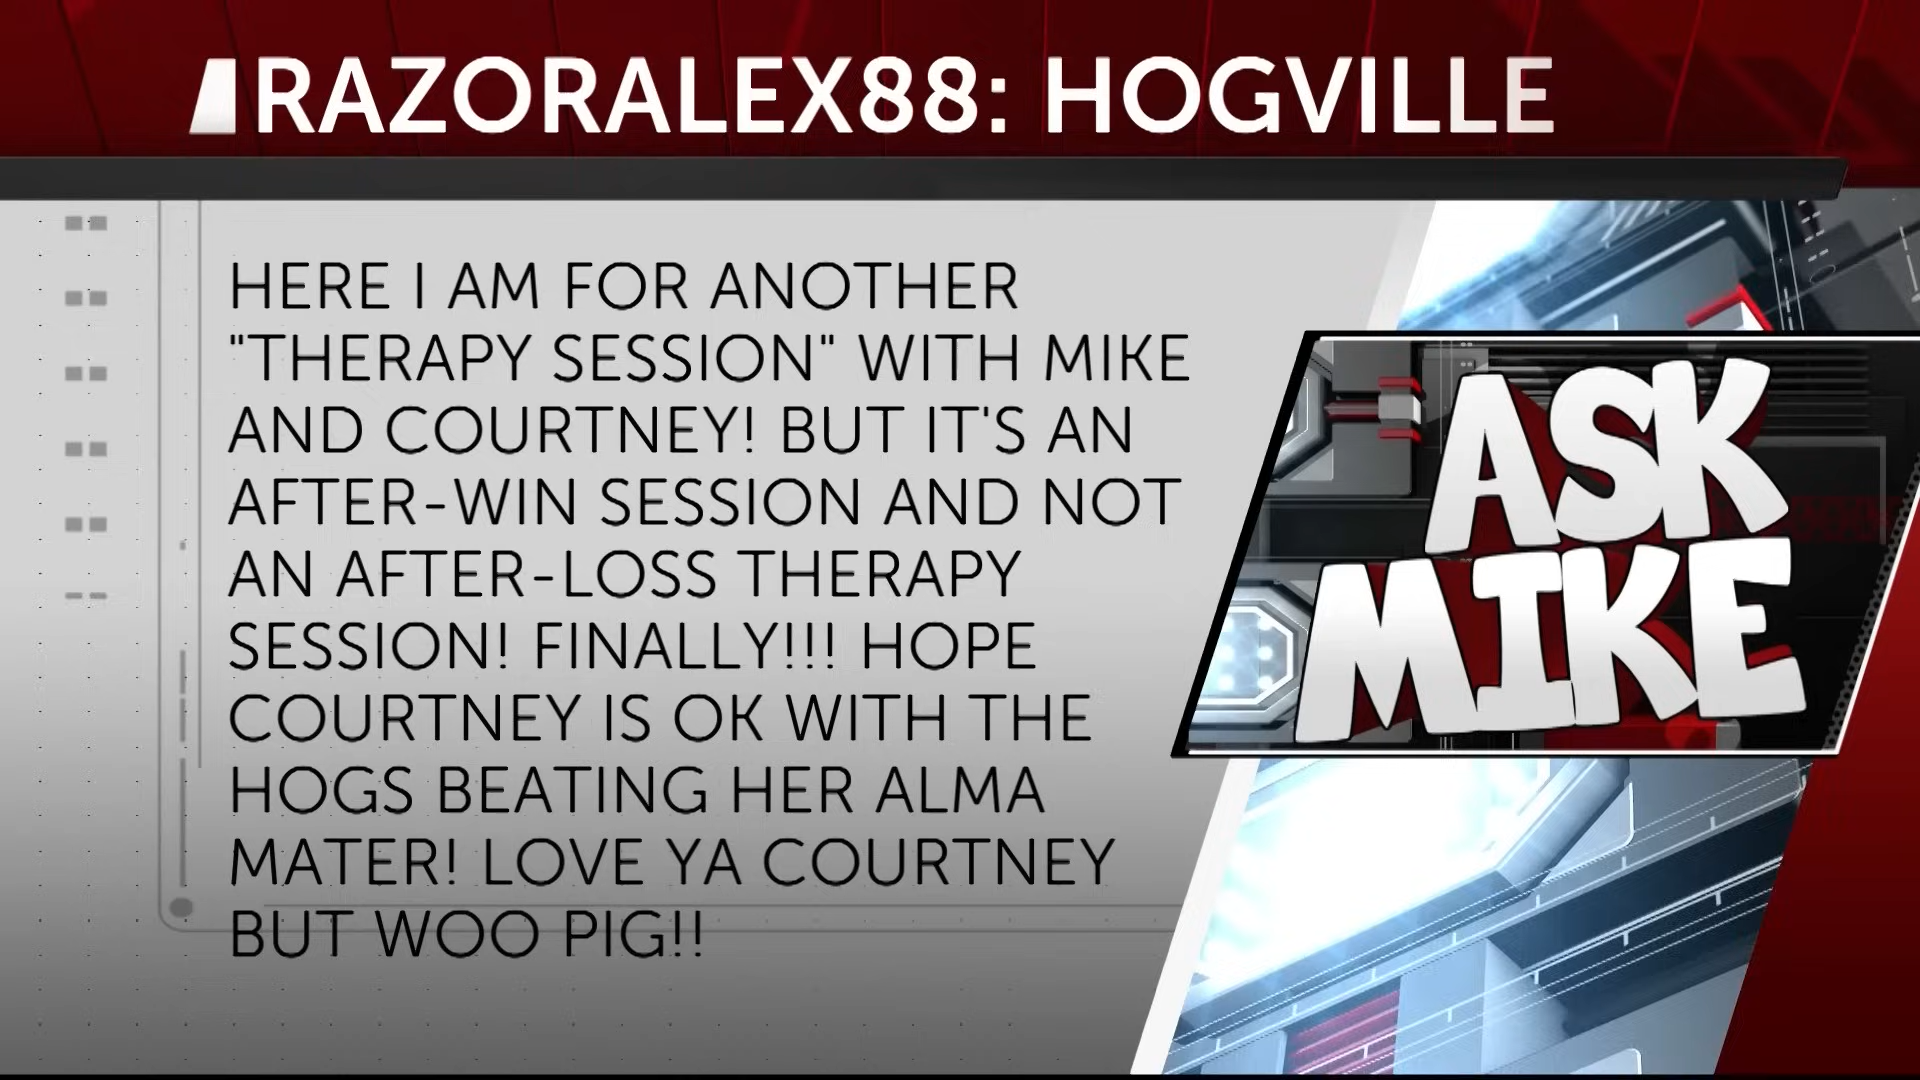 RAZORALEX88: HOGVILLE
HERE I AM FOR ANOTHER
"THERAPY SESSION" WITH MIKE
AND COURTNEY! BUT IT'S AN
AFTER-WIN SESSION AND NOT
AN AFTER-LOSS THERAPY
SESSION! FINALLY!!! HOPE
COURTNEY IS OK WITH THE
HOGS BEATING HER ALMA
MATER! LOVE YA COURTNEY
BUT WOO PIG!!
ASK
MIKE